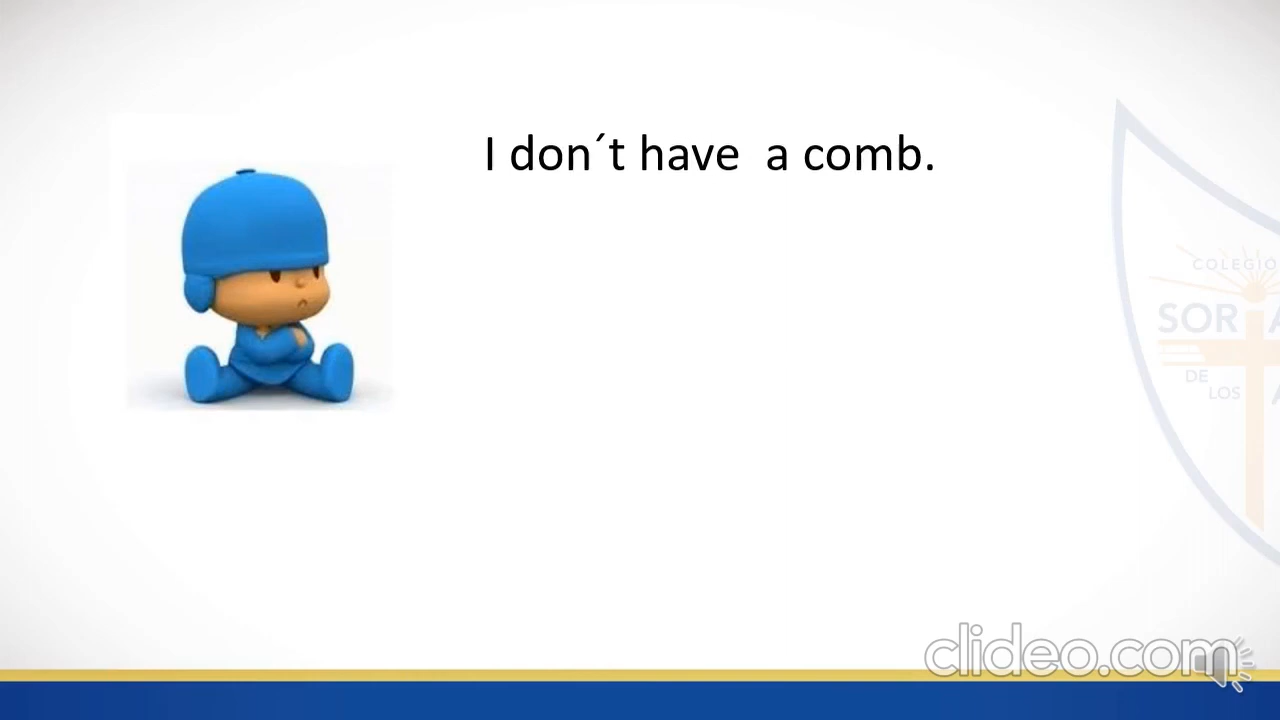 I don´t have  a comb.
COLEGIO
SOR
DE
LOS
clideo.com